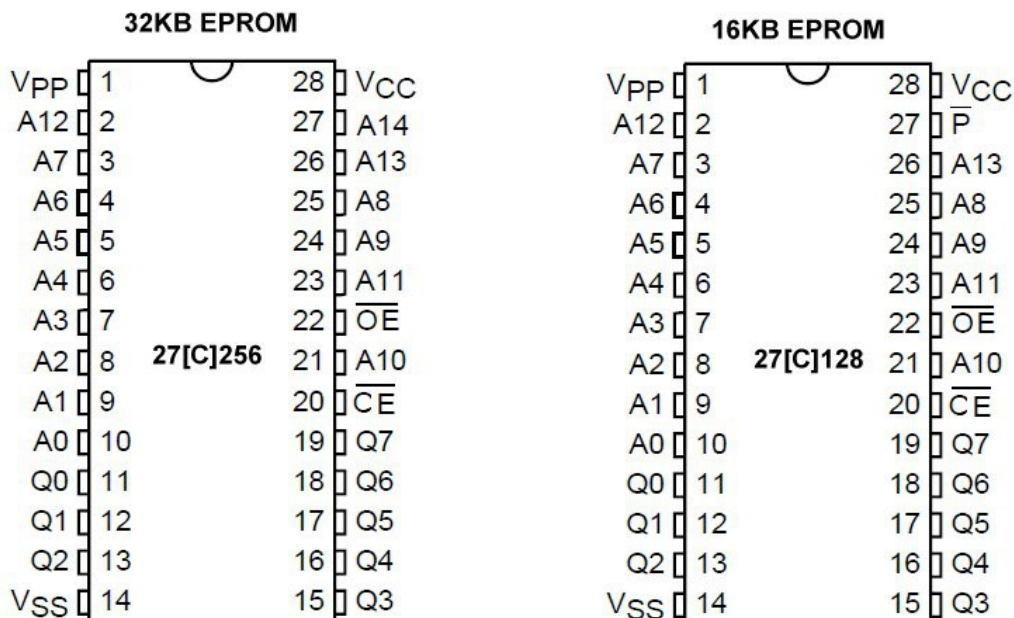 32KB EPROM
VPP 1 28 VCC
A12 2 27 A14
A7 3 26 A13
A6 4 25 A8
A5 5 24 A9
A4 6 23 A11
A3 7 22 O̅E̅
A2 8 27[C]256 21 A10
A1 9 20 C̅E̅
A0 10 19 Q7
Q0 11 18 Q6
Q1 12 17 Q5
Q2 13 16 Q4
VSS 14 15 Q3
16KB EPROM
VPP 1 28 VCC
A12 2 27 P̅
A7 3 26 A13
A6 4 25 A8
A5 5 24 A9
A4 6 23 A11
A3 7 22 O̅E̅
A2 8 27[C]128 21 A10
A1 9 20 C̅E̅
A0 10 19 Q7
Q0 11 18 Q6
Q1 12 17 Q5
Q2 13 16 Q4
VSS 14 15 Q3